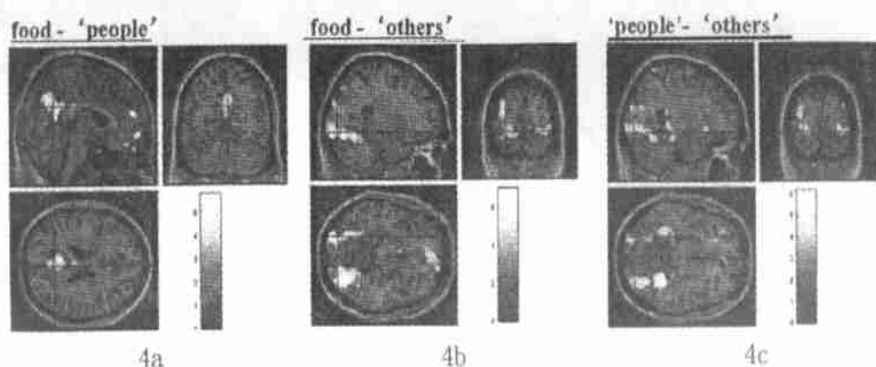 food - ‘people’
food - ‘others’
'people'- ‘others’
4a
4b
4c